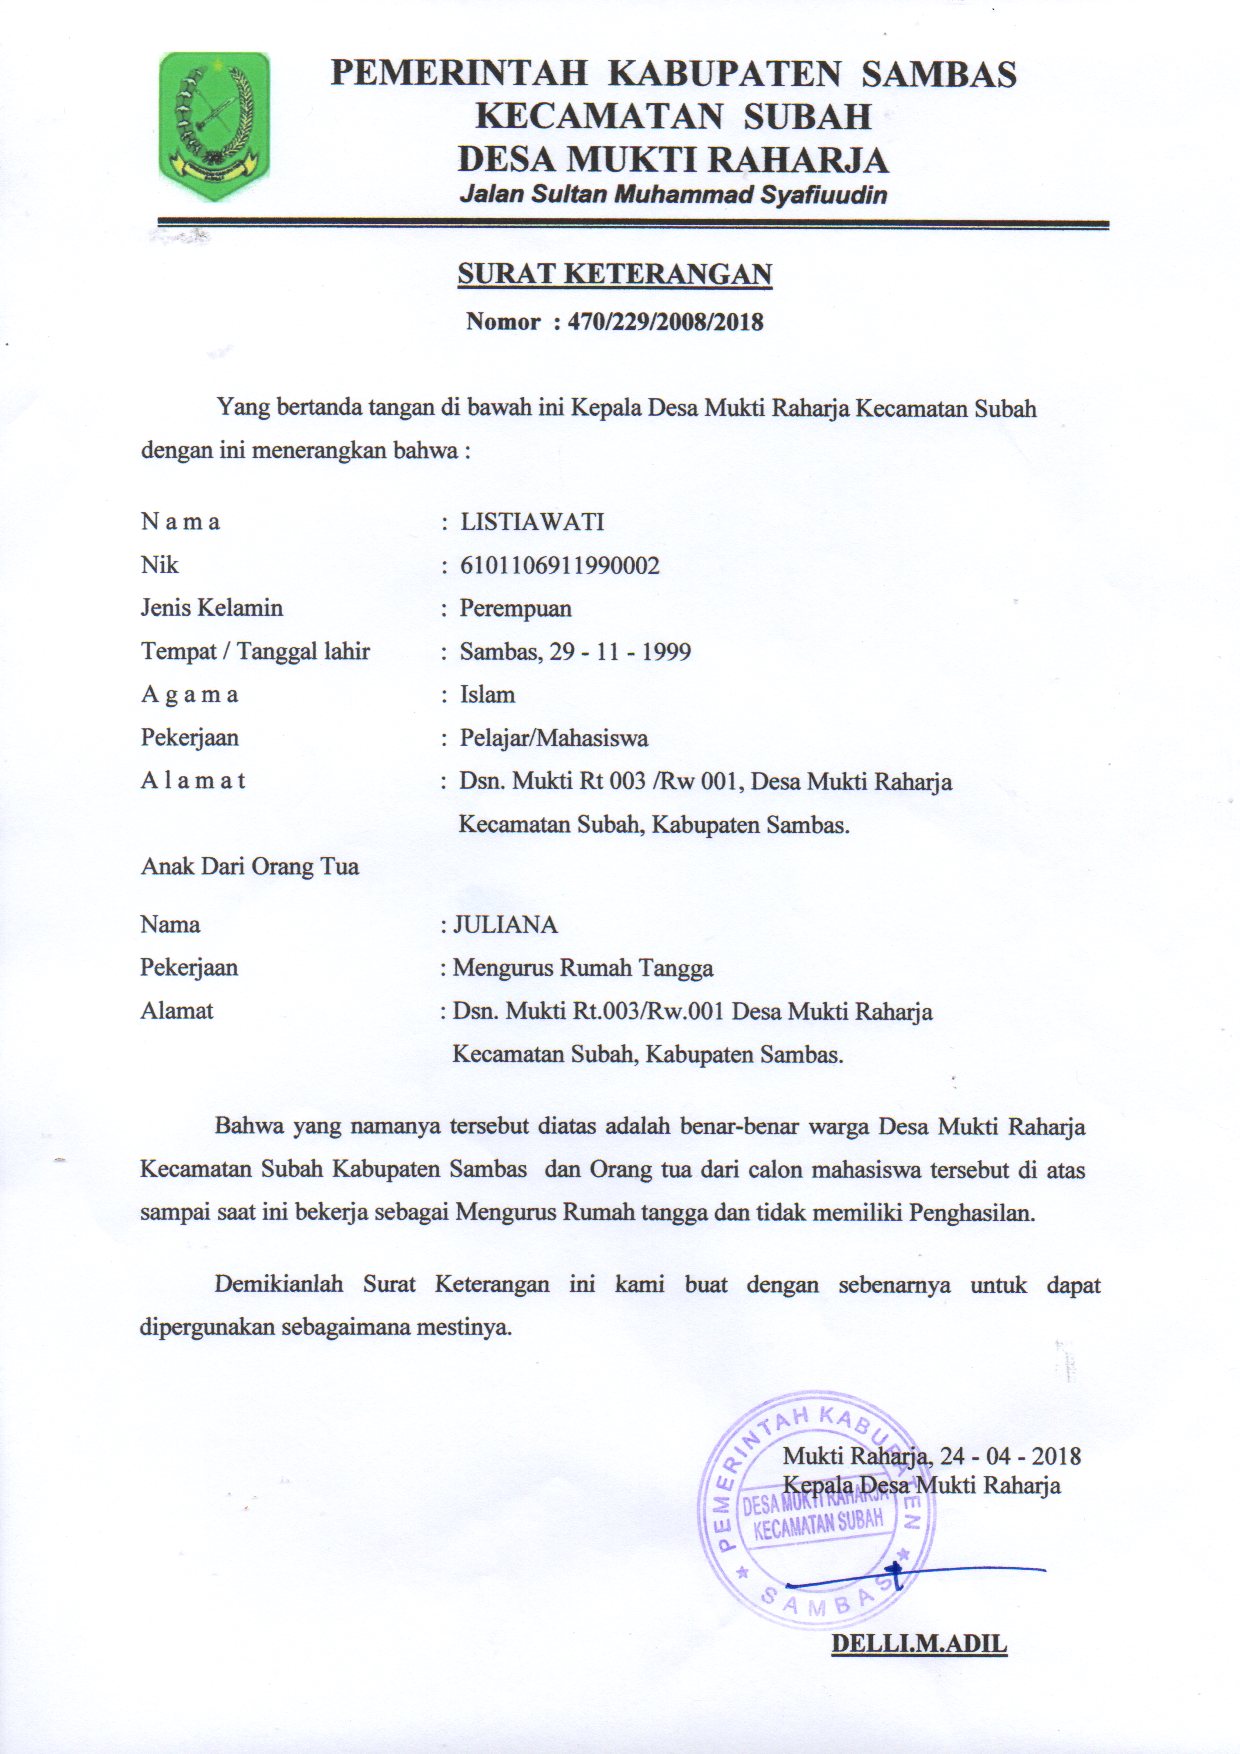 PEMERINTAH KABUPATEN SAMBAS
KECAMATAN SUBAH
DESA MUKTI RAHARJA
Jalan Sultan Muhammad Syafiuudin
SURAT KETERANGAN
Nomor : 470/229/2008/2018
Yang bertanda tangan di bawah ini Kepala Desa Mukti Raharja Kecamatan Subah
dengan ini menerangkan bahwa :
N a m a : LISTIAWATI
Nik : 6101106911990002
Jenis Kelamin : Perempuan
Tempat / Tanggal lahir : Sambas, 29 - 11 - 1999
A g a m a : Islam
Pekerjaan : Pelajar/Mahasiswa
A l a m a t : Dsn. Mukti Rt 003 /Rw 001, Desa Mukti Raharja
Kecamatan Subah, Kabupaten Sambas.
Anak Dari Orang Tua
Nama : JULIANA
Pekerjaan : Mengurus Rumah Tangga
Alamat : Dsn. Mukti Rt.003/Rw.001 Desa Mukti Raharja
Kecamatan Subah, Kabupaten Sambas.
Bahwa yang namanya tersebut diatas adalah benar-benar warga Desa Mukti Raharja
Kecamatan Subah Kabupaten Sambas dan Orang tua dari calon mahasiswa tersebut di atas
sampai saat ini bekerja sebagai Mengurus Rumah tangga dan tidak memiliki Penghasilan.
Demikianlah Surat Keterangan ini kami buat dengan sebenarnya untuk dapat
dipergunakan sebagaimana mestinya.
Mukti Raharja, 24 - 04 - 2018
Kepala Desa Mukti Raharja
PEMERINTAH KABUPATEN
DESA MUKTI RAHARJA
KECAMATAN SUBAH
SAMBAS
DELLI.M.ADIL